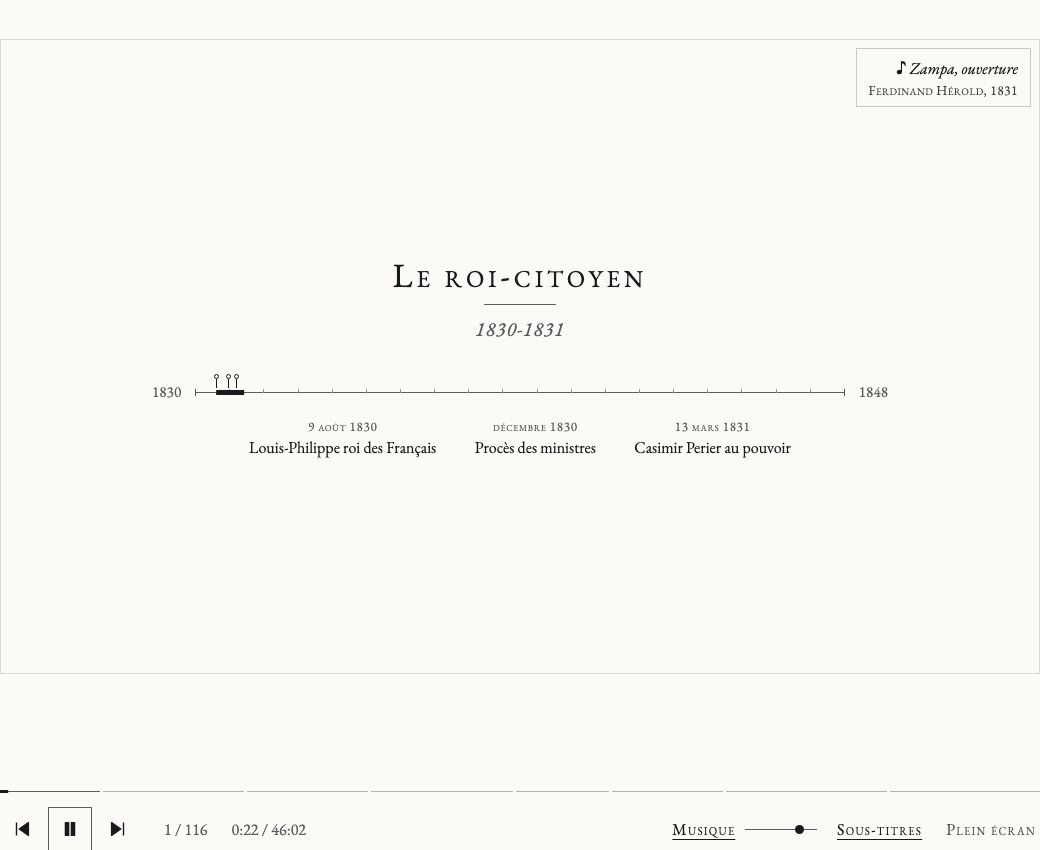 Zampa, ouverture
Ferdinand Hérold, 1831
Le roi-citoyen
1830-1831
1830
1848
9 août 1830
Louis-Philippe roi des Français
décembre 1830
Procès des ministres
13 mars 1831
Casimir Perier au pouvoir
1 / 116
0:22 / 46:02
Musique
Sous-titres
Plein écran